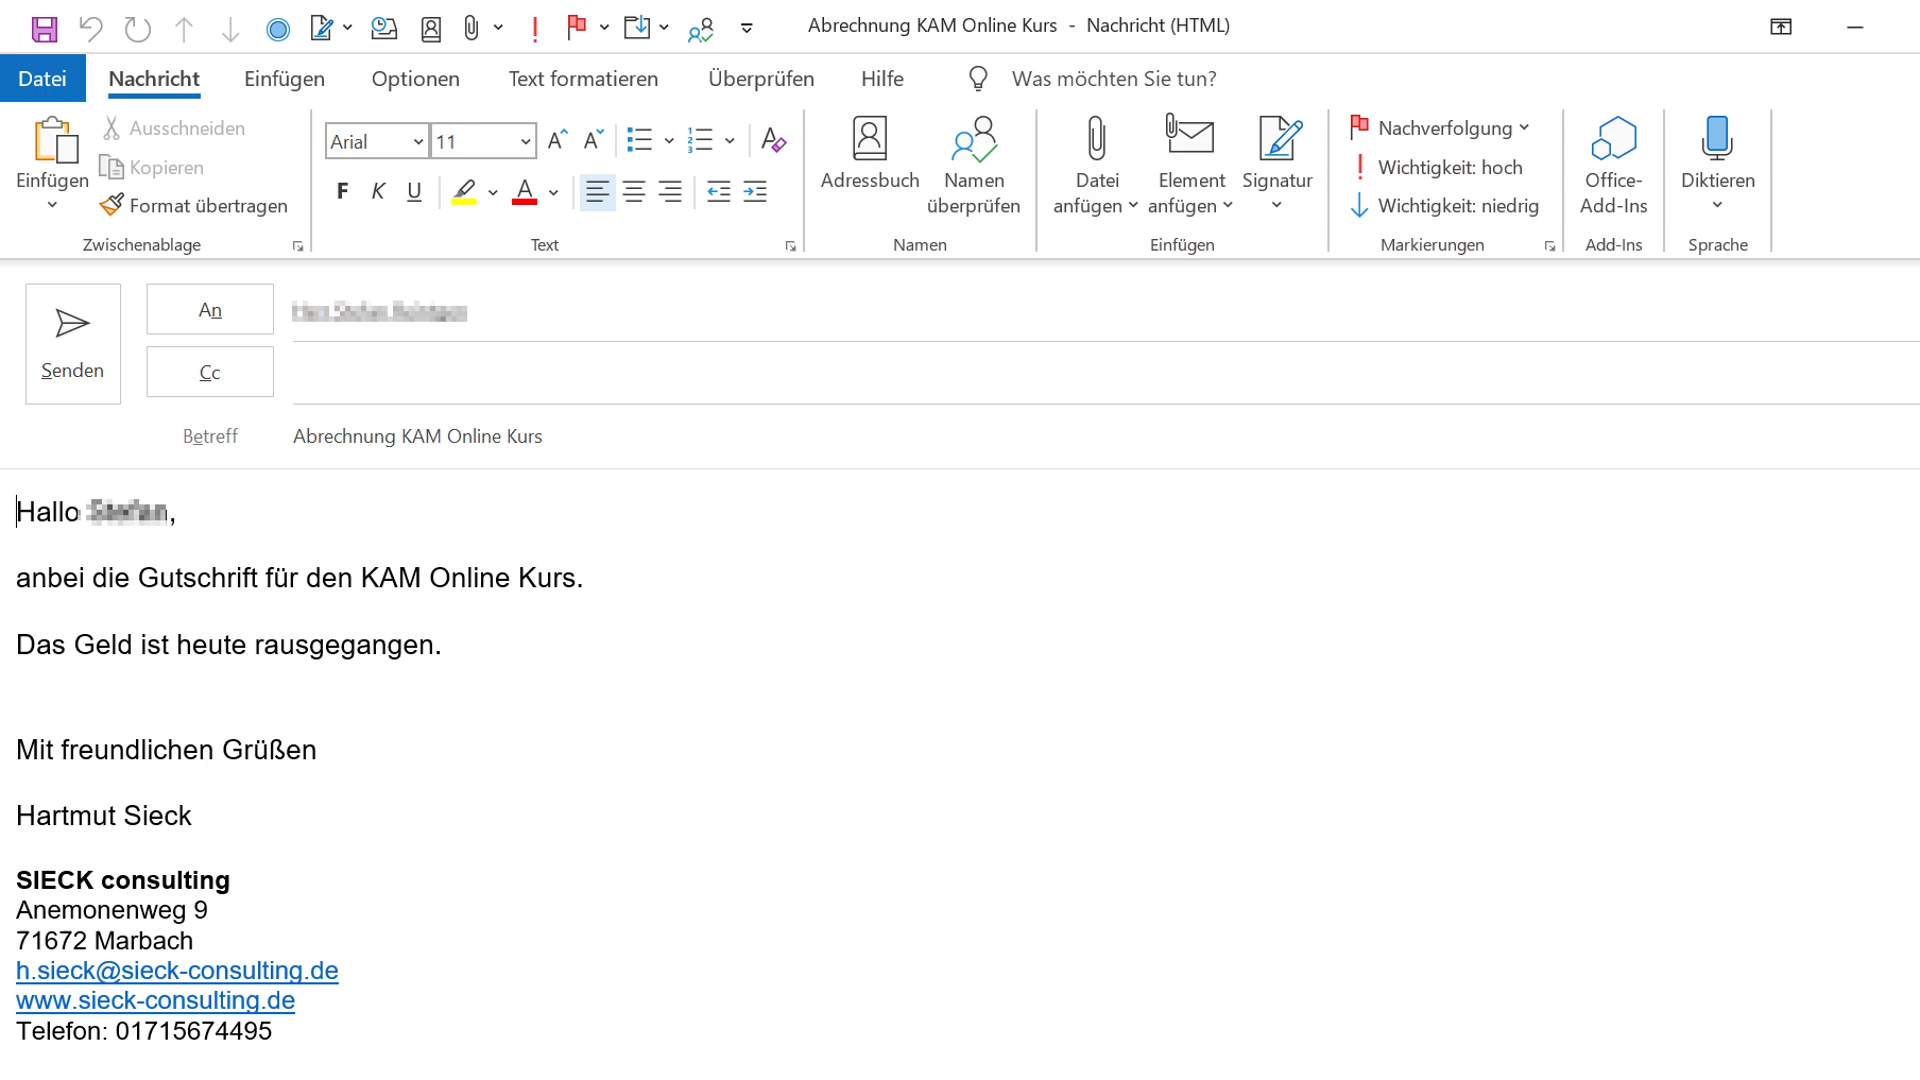 Abrechnung KAM Online Kurs - Nachricht (HTML)
Datei Nachricht Einfügen Optionen Text formatieren Überprüfen Hilfe Was möchten Sie tun?
Einfügen
Ausschneiden
Kopieren
Format übertragen
Zwischenablage
Arial 11
F K U
Text
Adressbuch
Namen überprüfen
Namen
Datei anfügen
Element anfügen
Signatur
Einfügen
Nachverfolgung
Wichtigkeit: hoch
Wichtigkeit: niedrig
Markierungen
Office-Add-Ins
Add-Ins
Diktieren
Sprache
Senden
An
Cc
Betreff Abrechnung KAM Online Kurs
Hallo ,
anbei die Gutschrift für den KAM Online Kurs.
Das Geld ist heute rausgegangen.
Mit freundlichen Grüßen
Hartmut Sieck
SIECK consulting
Anemonenweg 9
71672 Marbach
h.sieck@sieck-consulting.de
www.sieck-consulting.de
Telefon: 01715674495